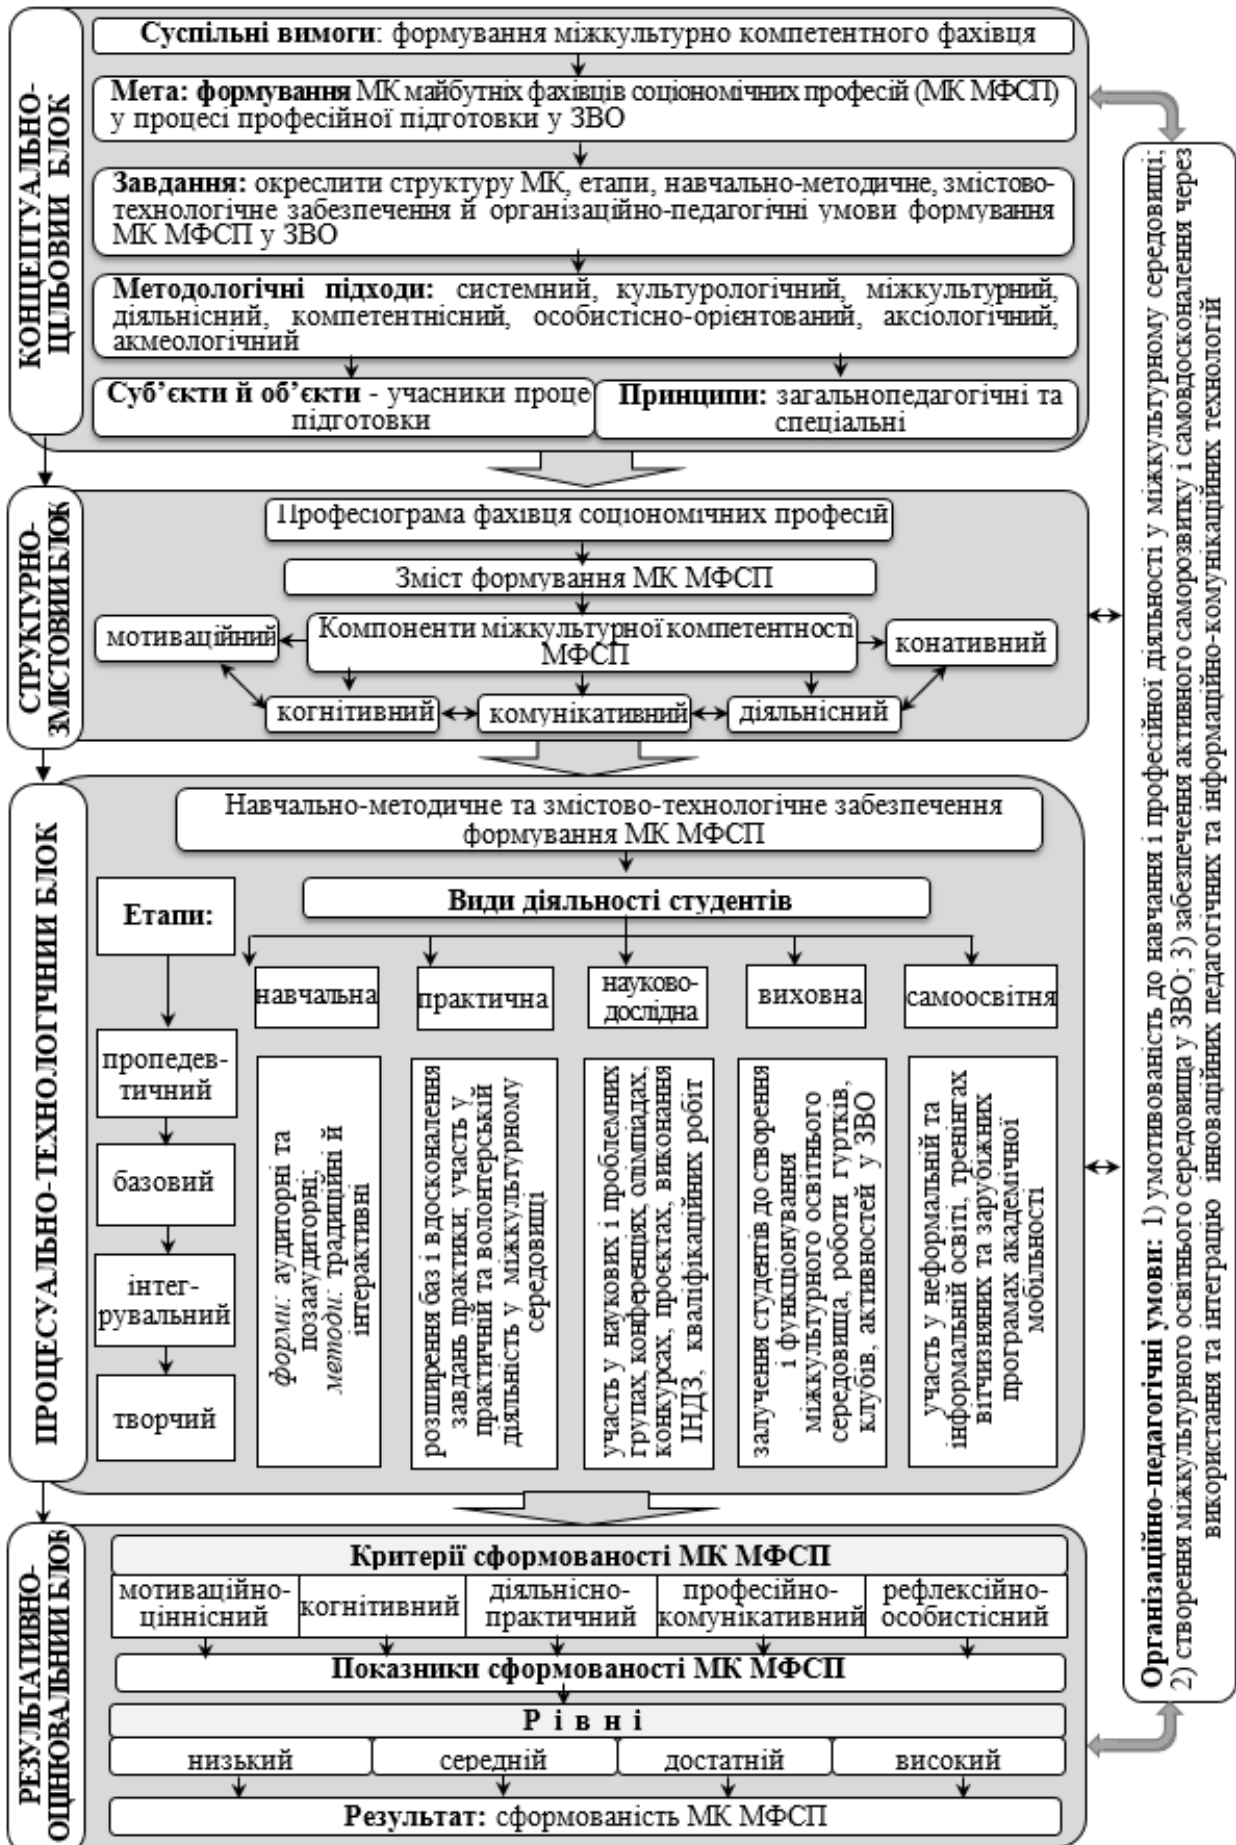 КОНЦЕПТУАЛЬНО-
ЦІЛЬОВИЙ БЛОК
Суспільні вимоги: формування міжкультурно компетентного фахівця
Мета: формування МК майбутніх фахівців соціономічних професій (МК МФСП)
у процесі професійної підготовки у ЗВО
Завдання: окреслити структуру МК, етапи, навчально-методичне, змістово-
технологічне забезпечення й організаційно-педагогічні умови формування
МК МФСП у ЗВО
Методологічні підходи: системний, культурологічний, міжкультурний,
діяльнісний, компетентнісний, особистісно-орієнтований, аксіологічний,
акмеологічний
Суб’єкти й об’єкти - учасники проце
підготовки
Принципи: загальнопедагогічні та
спеціальні
СТРУКТУРНО-
ЗМІСТОВИЙ БЛОК
Професіограма фахівця соціономічних професій
Зміст формування МК МФСП
Компоненти міжкультурної компетентності
МФСП
мотиваційний
конативний
когнітивний
комунікативний
діяльнісний
ПРОЦЕСУАЛЬНО-ТЕХНОЛОГІЧНИЙ БЛОК
Навчально-методичне та змістово-технологічне забезпечення
формування МК МФСП
Етапи:
пропедев-
тичний
базовий
інтег-
рувальний
творчий
Види діяльності студентів
навчальна
практична
науково-
дослідна
виховна
самоосвітня
форми: аудиторні та
позааудиторні;
методи: традиційні й
інтерактивні
розширення баз і вдосконалення
завдань практики, участь у
практичній та волонтерській
діяльність у міжкультурному
середовищі
участь у наукових і проблемних
групах, конференціях, олімпіадах,
конкурсах, проєктах, виконання
ІНДЗ, кваліфікаційних робіт
залучення студентів до створення
і функціонування
міжкультурного освітнього
середовища, роботи гуртків,
клубів, активностей у ЗВО
участь у неформальній та
інформальній освіті, тренінгах
вітчизняних та зарубіжних
програмах академічної
мобільності
РЕЗУЛЬТАТИВНО-
ОЦІНЮВАЛЬНИЙ БЛОК
Критерії сформованості МК МФСП
мотиваційно-
ціннісний
когнітивний
діяльнісно-
практичний
професійно-
комунікативний
рефлексійно-
особистісний
Показники сформованості МК МФСП
Рівні
низький
середній
достатній
високий
Результат: сформованість МК МФСП
Організаційно-педагогічні умови: 1) умотивованість до навчання і професійної діяльності у міжкультурному середовищі;
2) створення міжкультурного освітнього середовища у ЗВО; 3) забезпечення активного саморозвитку і самовдосконалення через
використання та інтеграцію інноваційних педагогічних та інформаційно-комунікаційних технологій